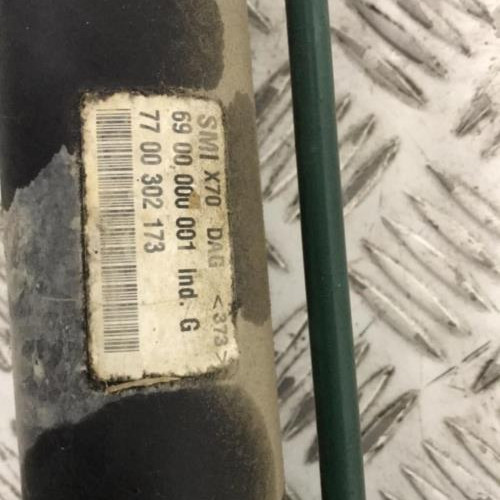 SMI X70 DAG <373>
69 00 000 001 Ind. G
77 00 302 173